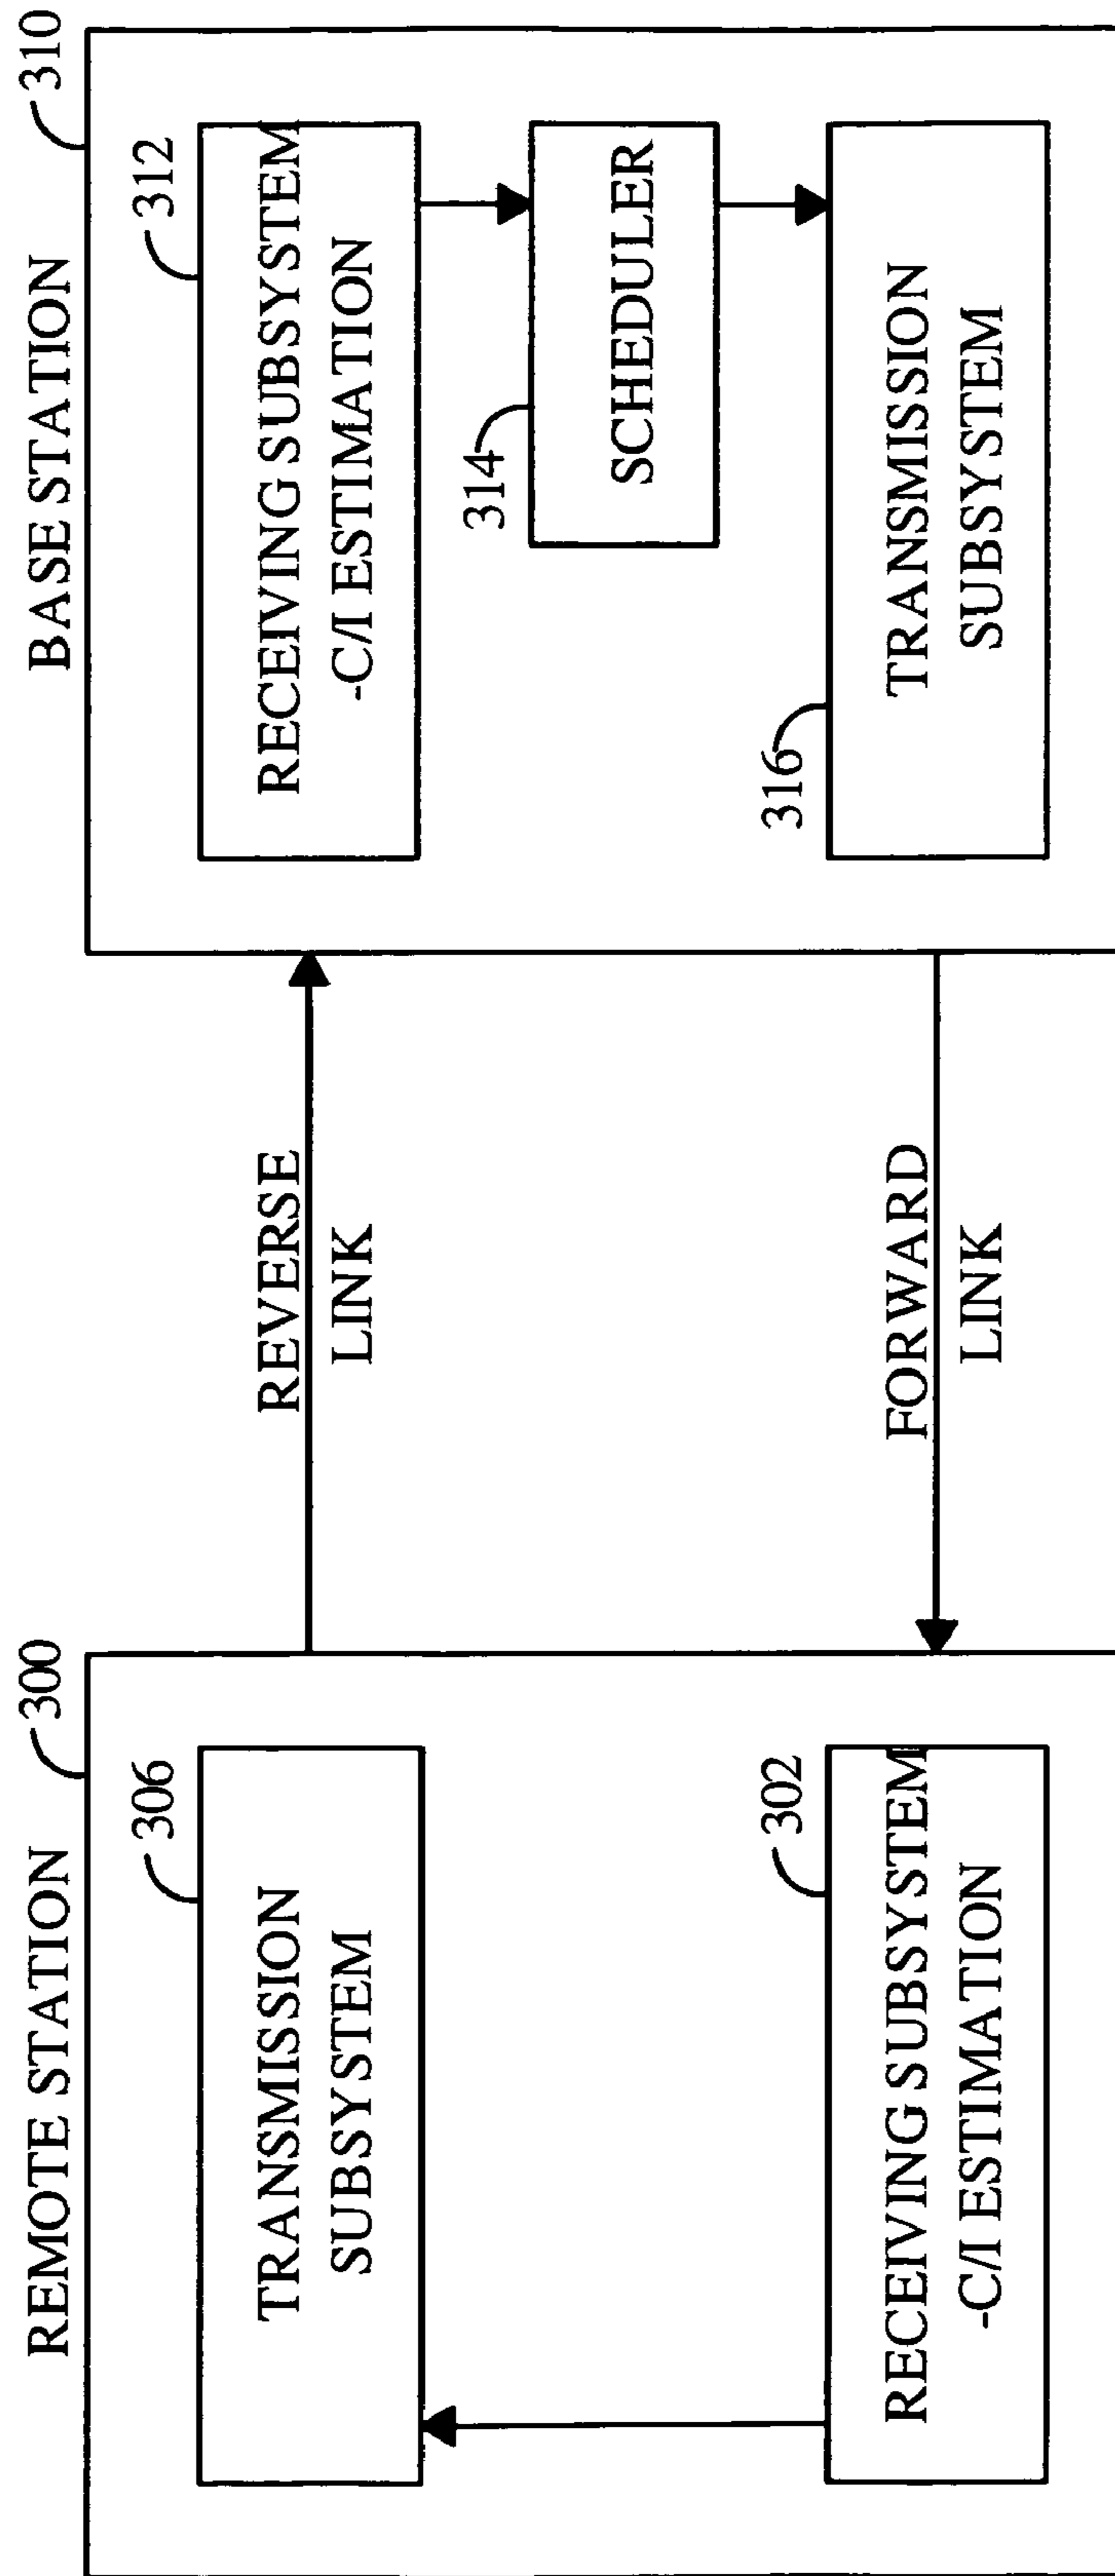 REMOTE STATION
300
306
TRANSMISSION
SUBSYSTEM
302
RECEIVING SUBSYSTEM
-C/I ESTIMATION
REVERSE
LINK
FORWARD
LINK
BASE STATION
310
312
RECEIVING SUBSYSTEM
-C/I ESTIMATION
314
SCHEDULER
316
TRANSMISSION
SUBSYSTEM